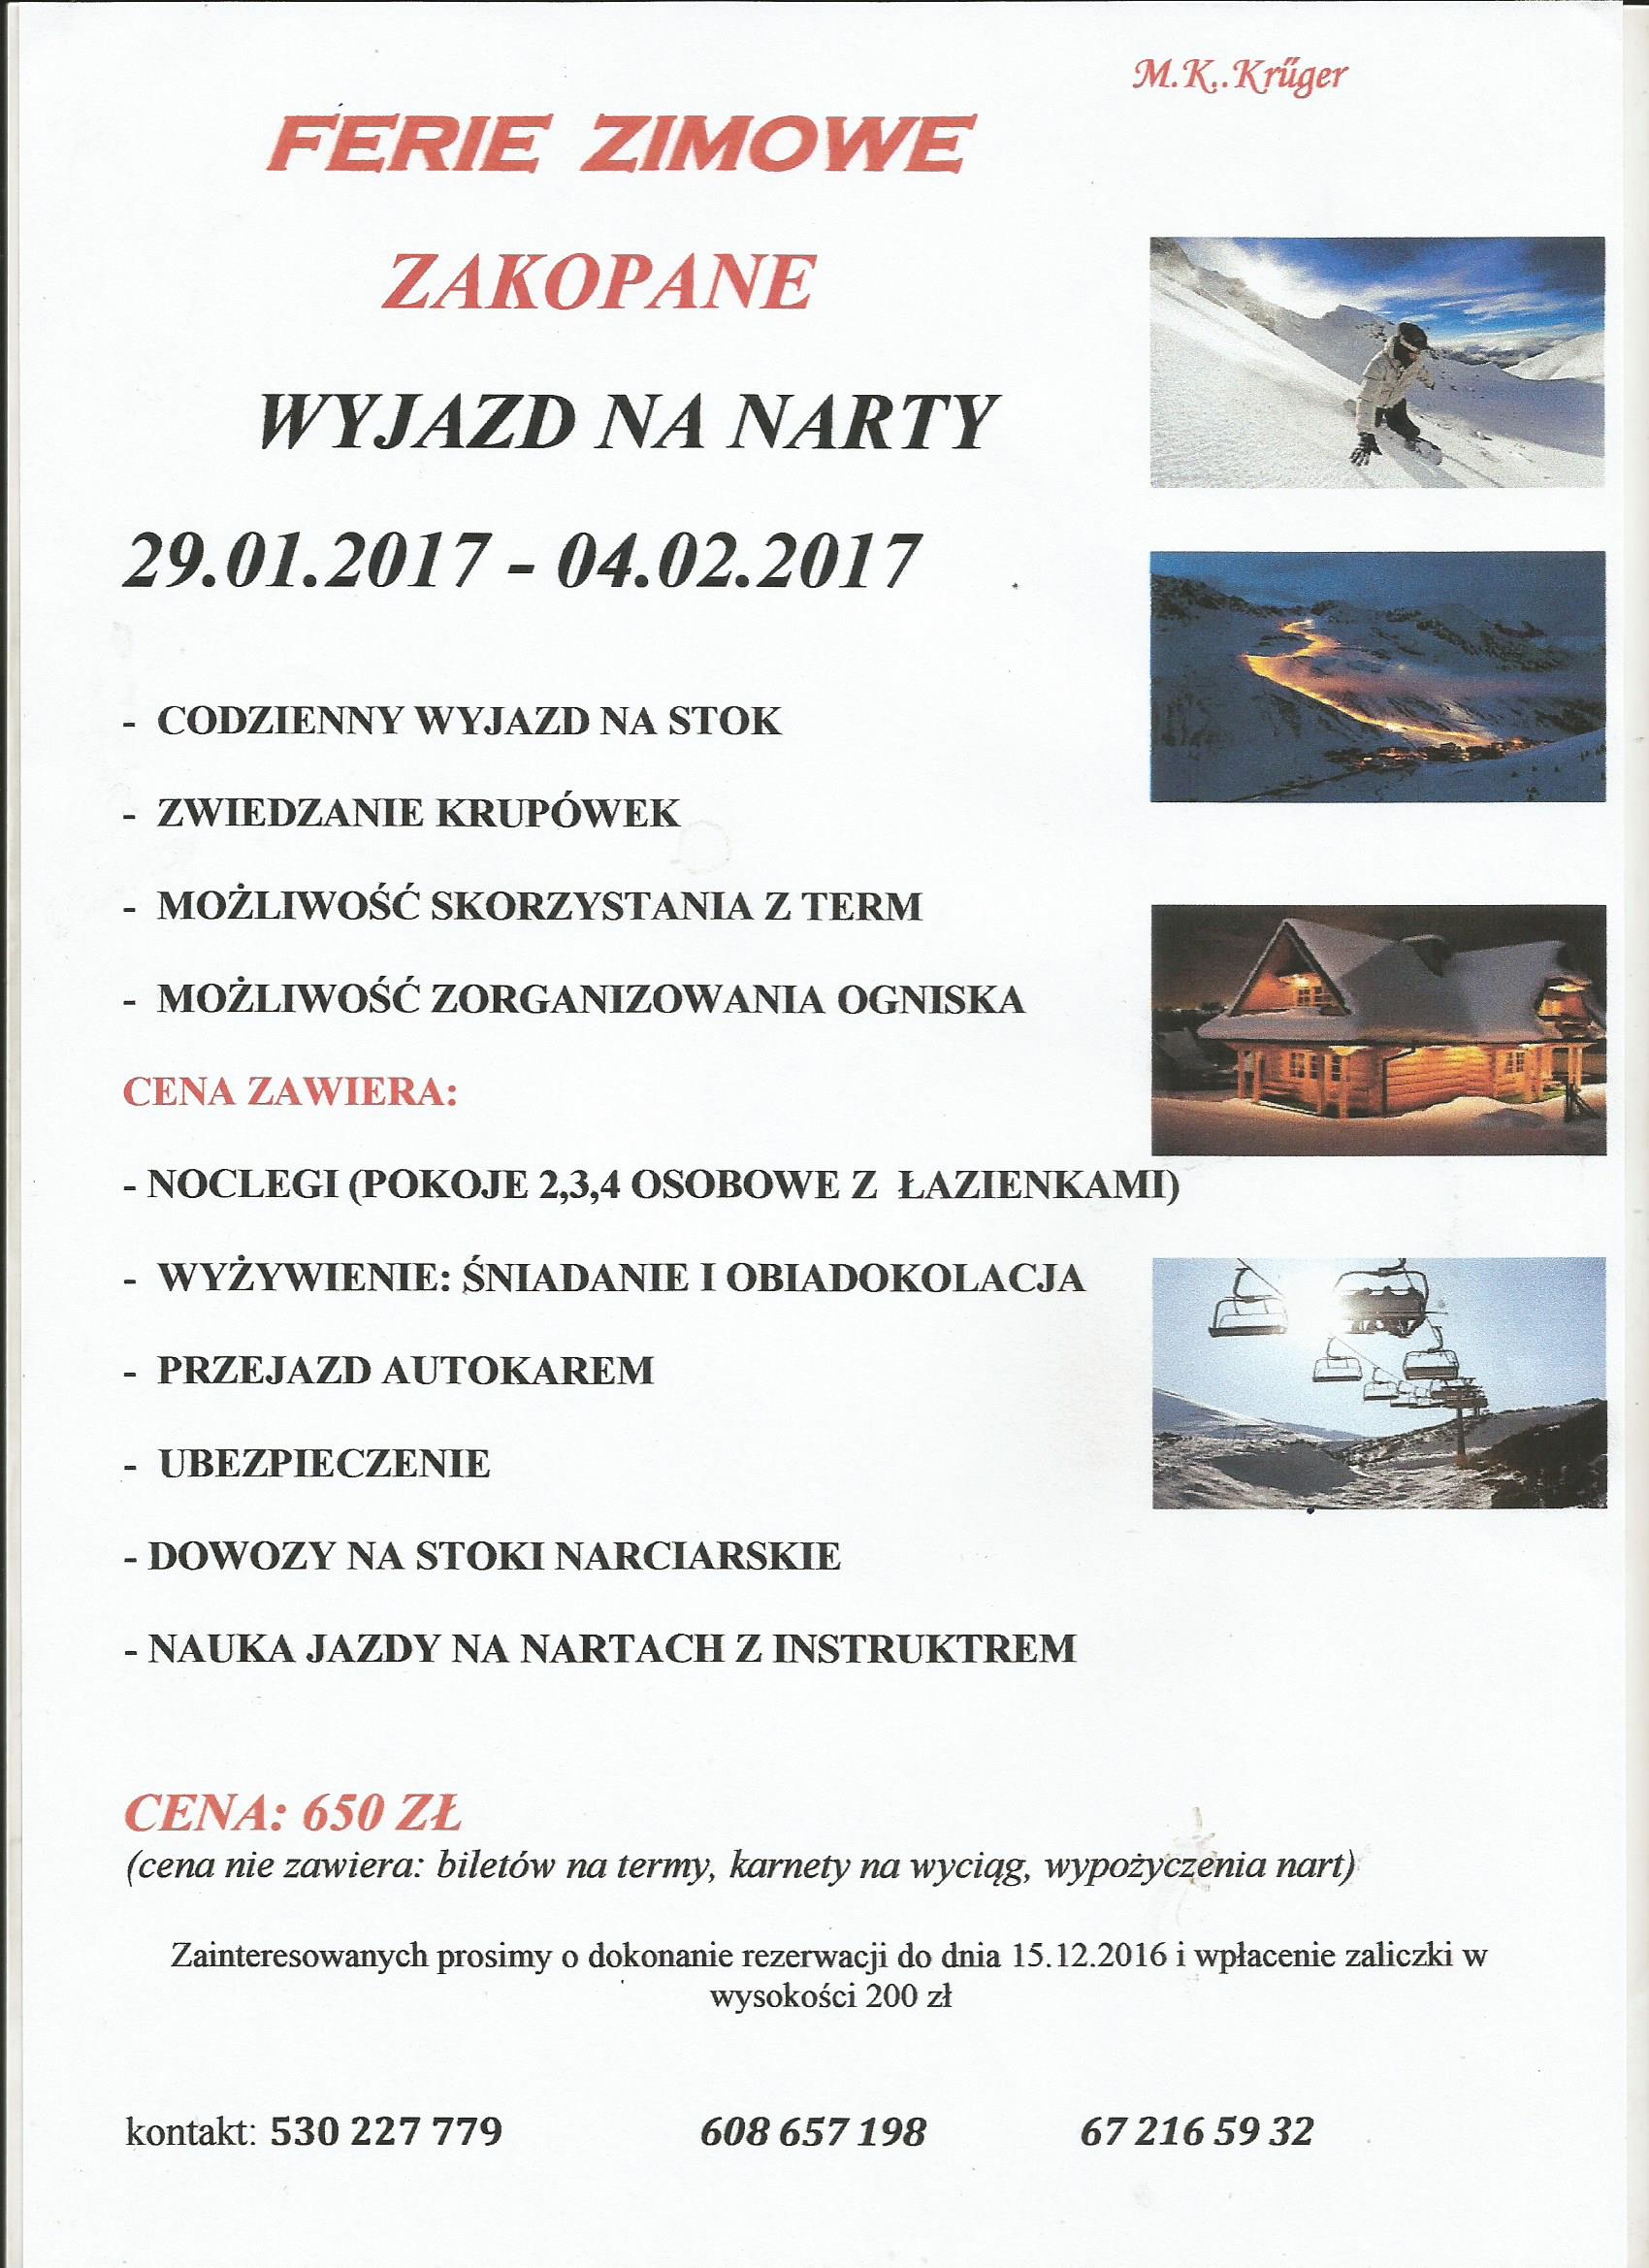 M.K..Krűger
FERIE ZIMOWE
ZAKOPANE
WYJAZD NA NARTY
29.01.2017 - 04.02.2017
- CODZIENNY WYJAZD NA STOK
- ZWIEDZANIE KRUPÓWEK
- MOŻLIWOŚĆ SKORZYSTANIA Z TERM
- MOŻLIWOŚĆ ZORGANIZOWANIA OGNISKA
CENA ZAWIERA:
- NOCLEGI (POKOJE 2,3,4 OSOBOWE Z ŁAZIENKAMI)
- WYŻYWIENIE: ŚNIADANIE I OBIADOKOLACJA
- PRZEJAZD AUTOKAREM
- UBEZPIECZENIE
- DOWOZY NA STOKI NARCIARSKIE
- NAUKA JAZDY NA NARTACH Z INSTRUKTREM
CENA: 650 ZŁ
(cena nie zawiera: biletów na termy, karnety na wyciąg, wypożyczenia nart)
Zainteresowanych prosimy o dokonanie rezerwacji do dnia 15.12.2016 i wpłacenie zaliczki w
wysokości 200 zł
kontakt: 530 227 779 608 657 198 67 216 59 32